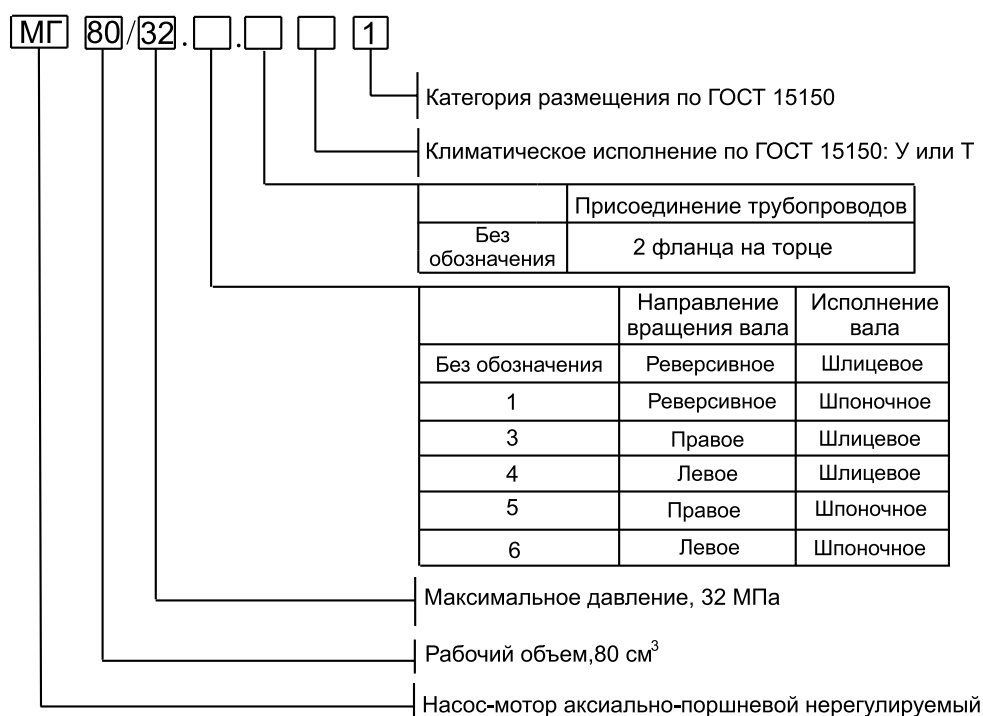 МГ 80/32. . 1
Категория размещения по ГОСТ 15150
Климатическое исполнение по ГОСТ 15150: У или Т
Присоединение трубопроводов
Без обозначения 2 фланца на торце
Направление вращения вала Исполнение вала
Без обозначения Реверсивное Шлицевое
1 Реверсивное Шпоночное
3 Правое Шлицевое
4 Левое Шлицевое
5 Правое Шпоночное
6 Левое Шпоночное
Максимальное давление, 32 МПа
Рабочий объем,80 см³
Насос-мотор аксиально-поршневой нерегулируемый